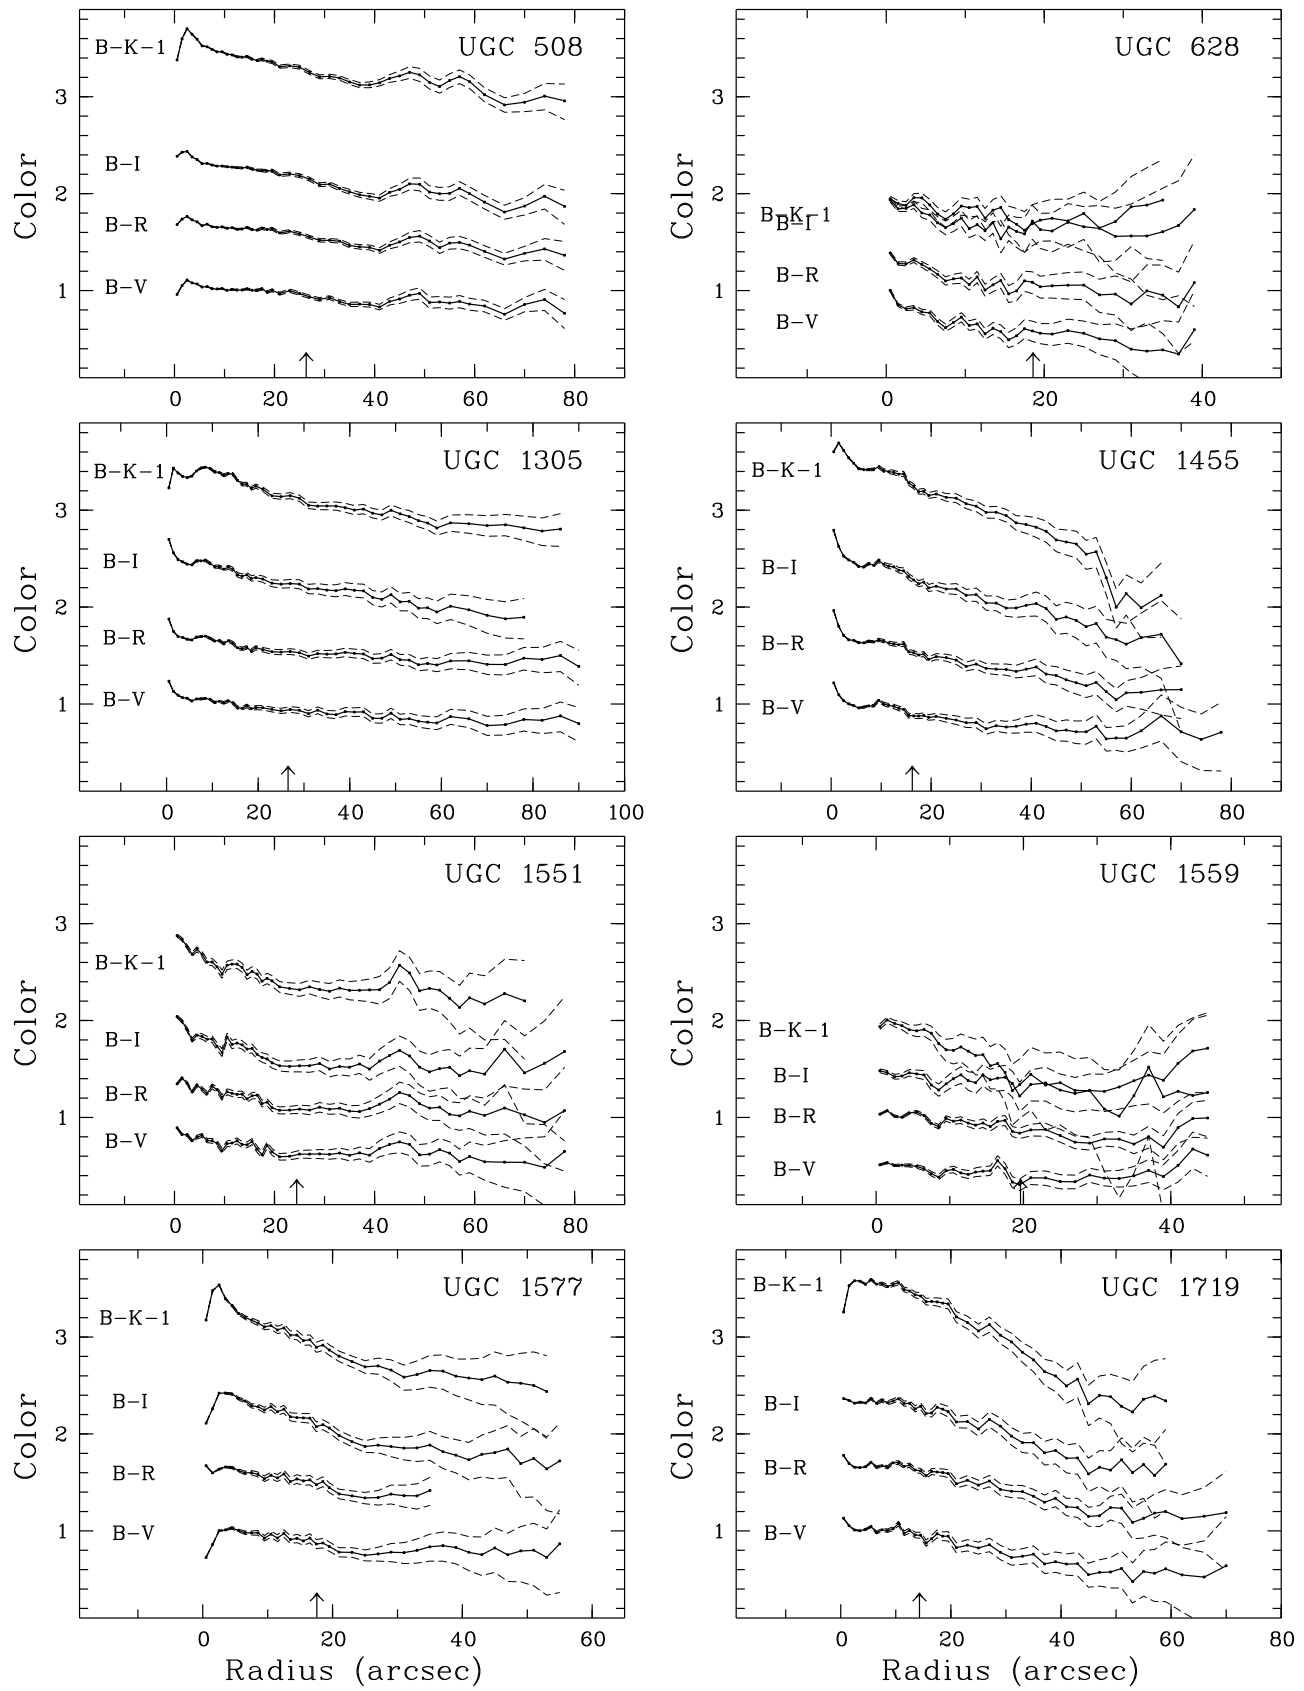 UGC 508
B-K-1
B-I
B-R
B-V
Color
3
2
1
0 20 40 60 80
UGC 628
B-K-1
B-I
B-R
B-V
Color
3
2
1
0 20 40
UGC 1305
B-K-1
B-I
B-R
B-V
Color
3
2
1
0 20 40 60 80 100
UGC 1455
B-K-1
B-I
B-R
B-V
Color
3
2
1
0 20 40 60 80
UGC 1551
B-K-1
B-I
B-R
B-V
Color
3
2
1
0 20 40 60 80
UGC 1559
B-K-1
B-I
B-R
B-V
Color
3
2
1
0 20 40
UGC 1577
B-K-1
B-I
B-R
B-V
Color
3
2
1
0 20 40 60
Radius (arcsec)
UGC 1719
B-K-1
B-I
B-R
B-V
Color
3
2
1
0 20 40 60 80
Radius (arcsec)